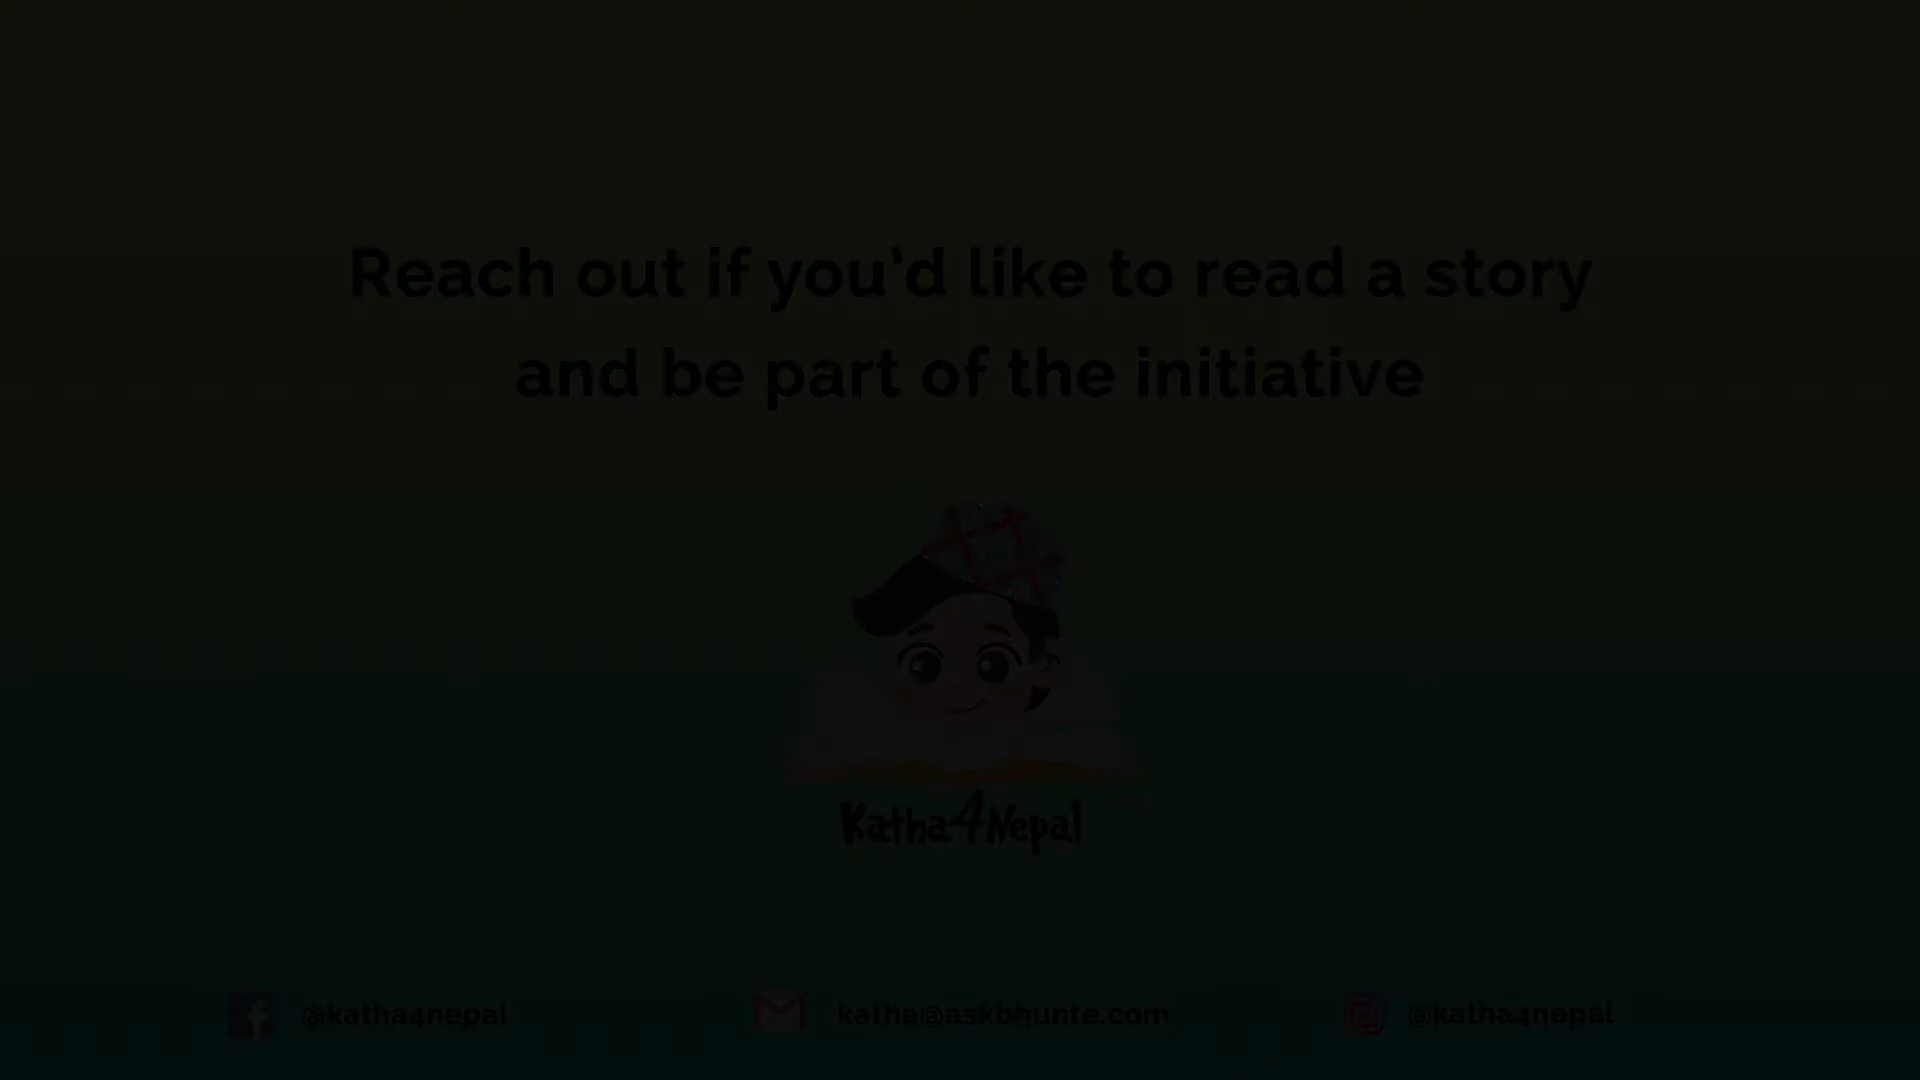 Reach out if you’d like to read a story
and be part of the initiative
Katha4Nepal
@katha4nepal
katha@askbhunte.com
@katha4nepal